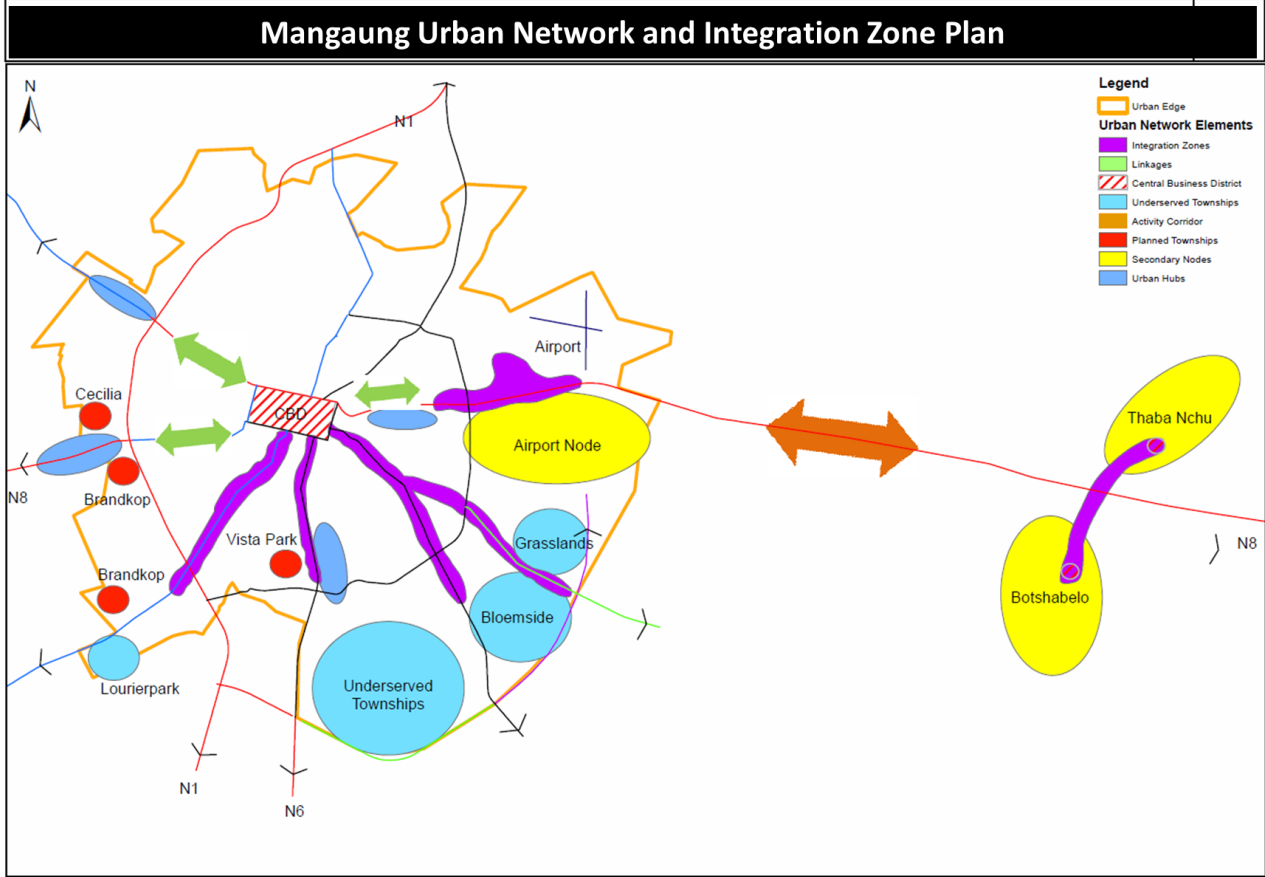 Mangaung Urban Network and Integration Zone Plan
N
N1
Legend
Urban Edge
Urban Network Elements
Integration Zones
Linkages
Central Business District
Underserved Townships
Activity Corridor
Planned Townships
Secondary Nodes
Urban Hubs
Airport
Cecilia
CBD
Thaba Nchu
Airport Node
N8
Brandkop
Vista Park
Grasslands
N8
Brandkop
Botshabelo
Bloemside
Lourierpark
Underserved
Townships
N1
N6